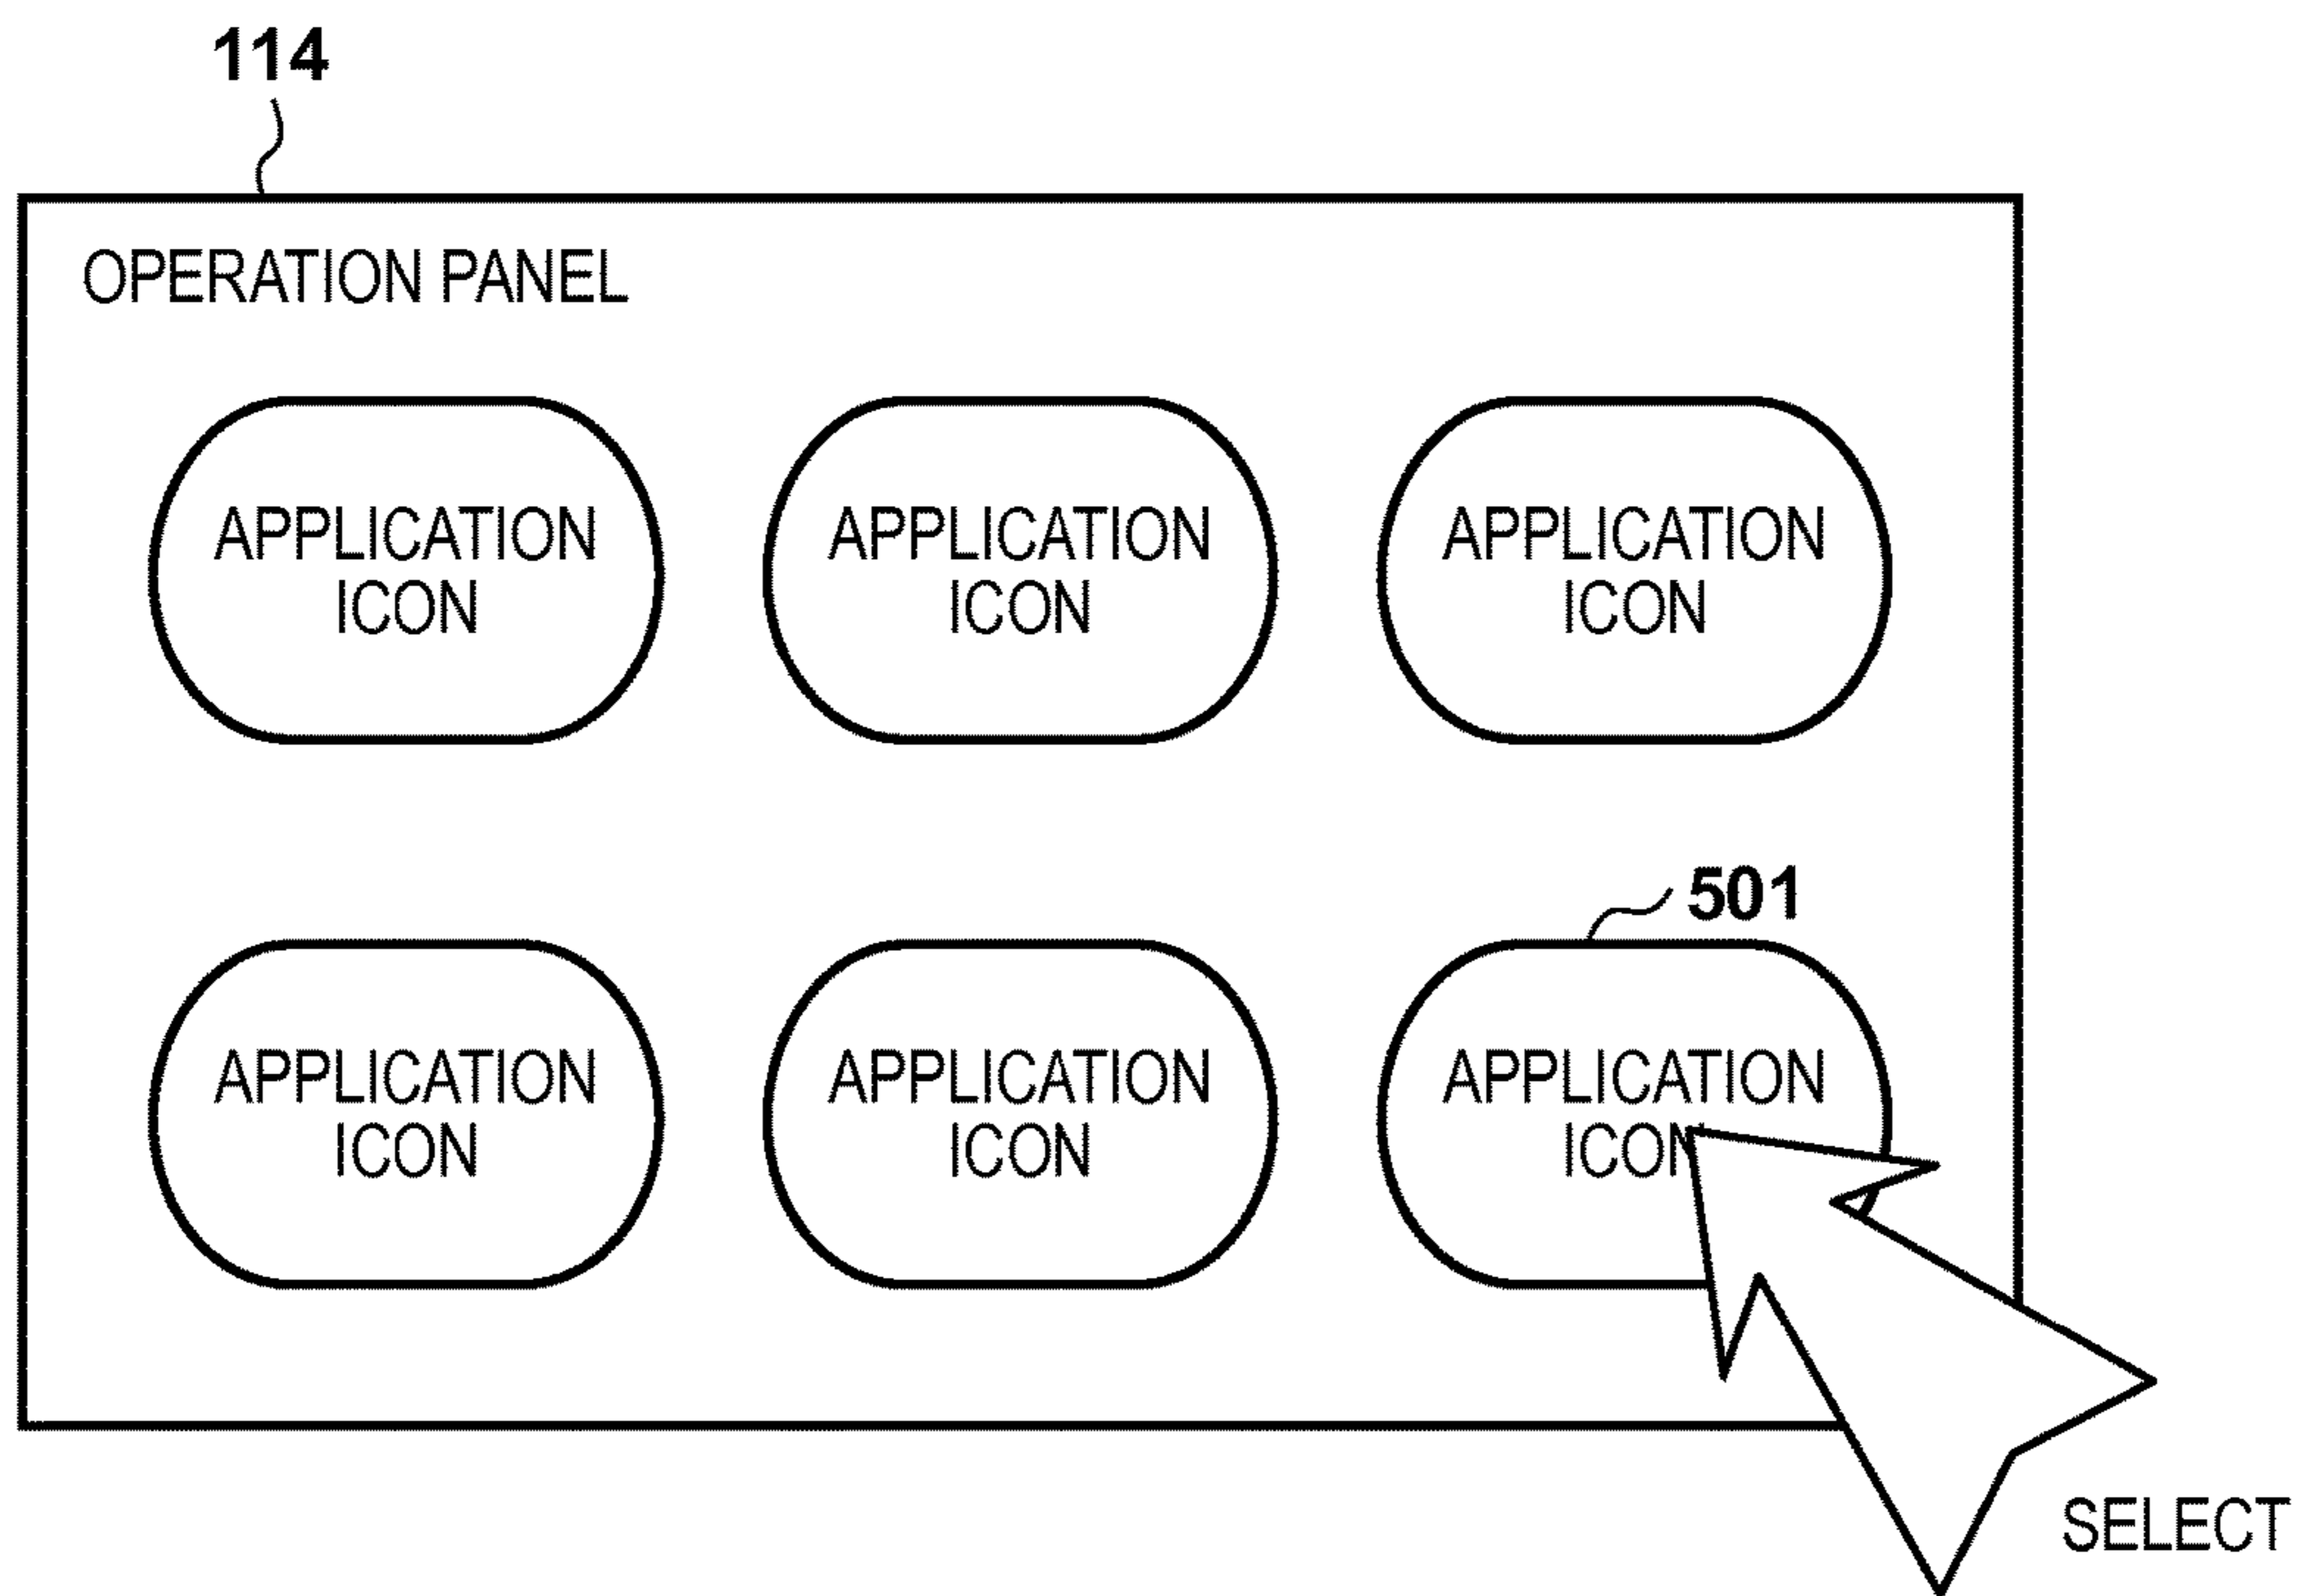 114
OPERATION PANEL
APPLICATION
ICON
APPLICATION
ICON
APPLICATION
ICON
501
APPLICATION
ICON
APPLICATION
ICON
APPLICATION
ICON
SELECT